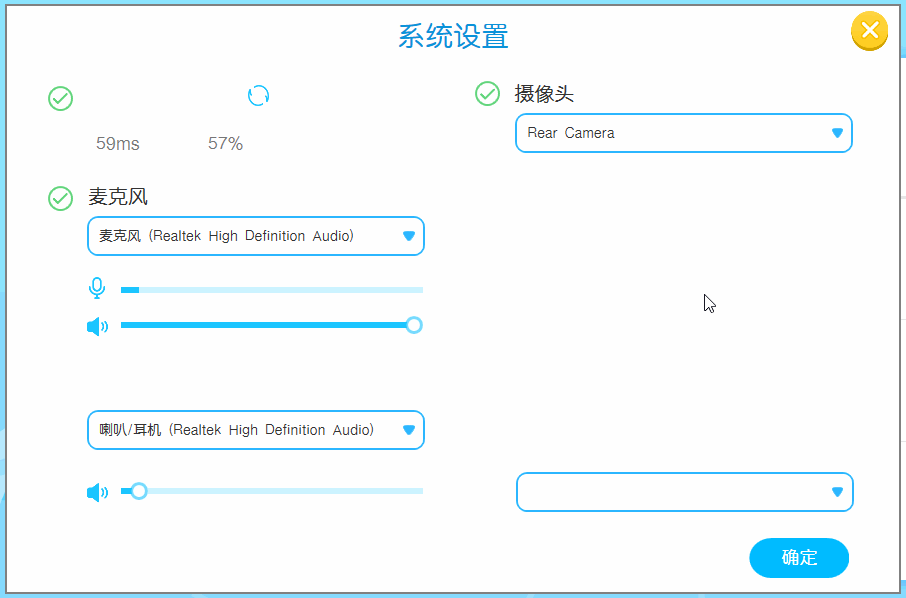 系统设置
59ms 57%
麦克风
麦克风 (Realtek High Definition Audio)
喇叭/耳机 (Realtek High Definition Audio)
摄像头
Rear Camera
确定